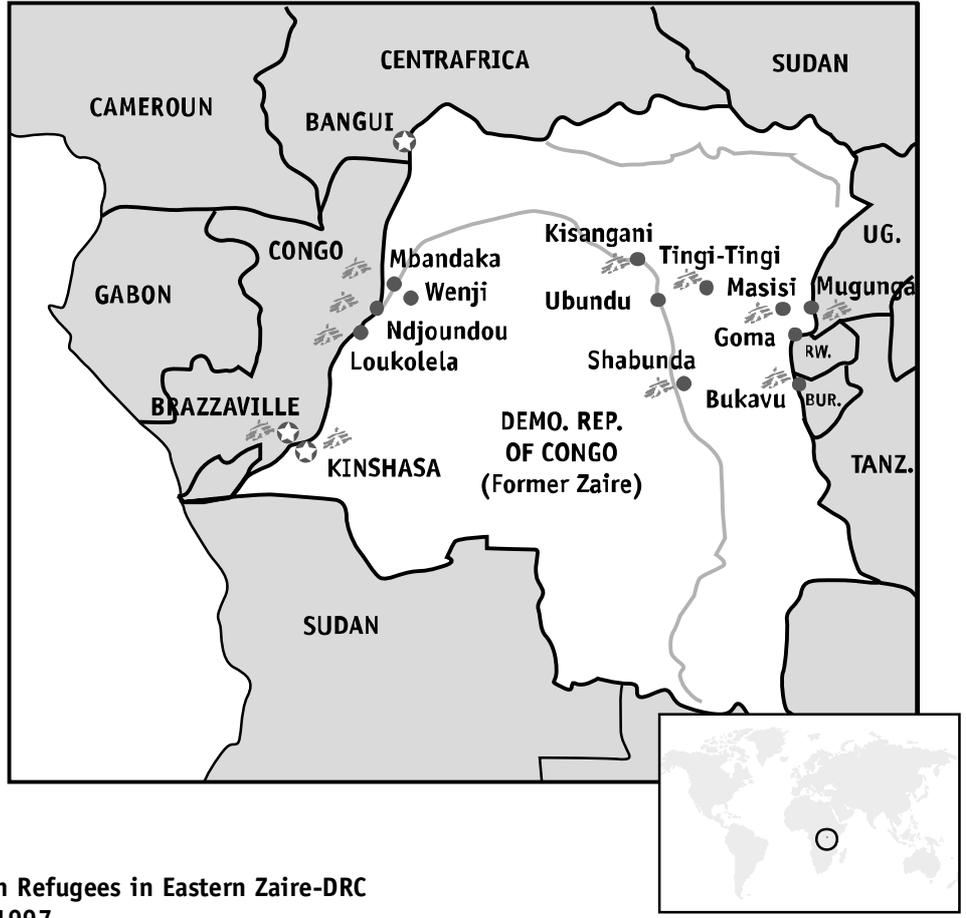 CENTRAFRICA
SUDAN
CAMEROUN
BANGUI
UG.
CONGO
Kisangani
Tingi-Tingi
Mbandaka
Masisi
Mugunga
GABON
Wenji
Ubundu
Ndjoundou
Goma
RW.
Loukolela
Shabunda
Bukavu
BUR.
BRAZZAVILLE
DEMO. REP.
OF CONGO
(Former Zaire)
KINSHASA
TANZ.
SUDAN
Refugees in Eastern Zaire-DRC